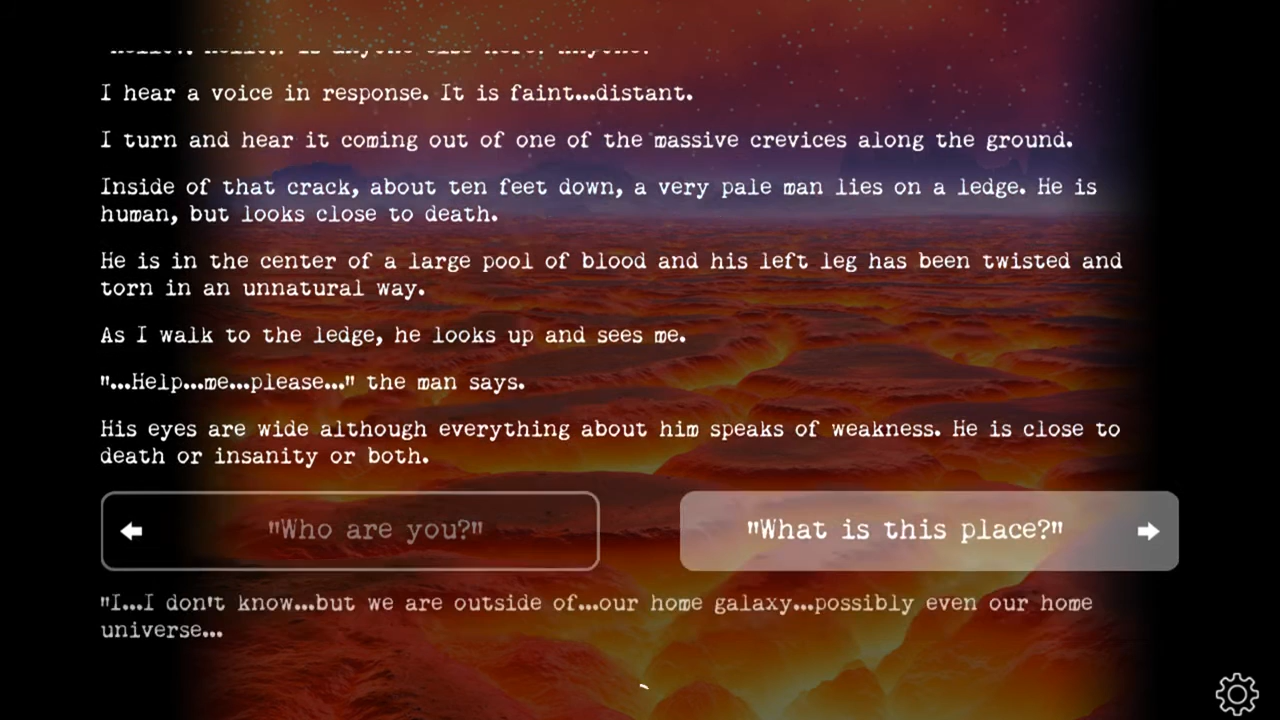 I hear a voice in response. It is faint...distant.
I turn and hear it coming out of one of the massive crevices along the ground.
Inside of that crack, about ten feet down, a very pale man lies on a ledge. He is
human, but looks close to death.
He is in the center of a large pool of blood and his left leg has been twisted and
torn in an unnatural way.
As I walk to the ledge, he looks up and sees me.
"...Help...me...please..." the man says.
His eyes are wide although everything about him speaks of weakness. He is close to
death or insanity or both.
"Who are you?"
"What is this place?"
"I...I don't know...but we are outside of...our home galaxy...possibly even our home
universe...